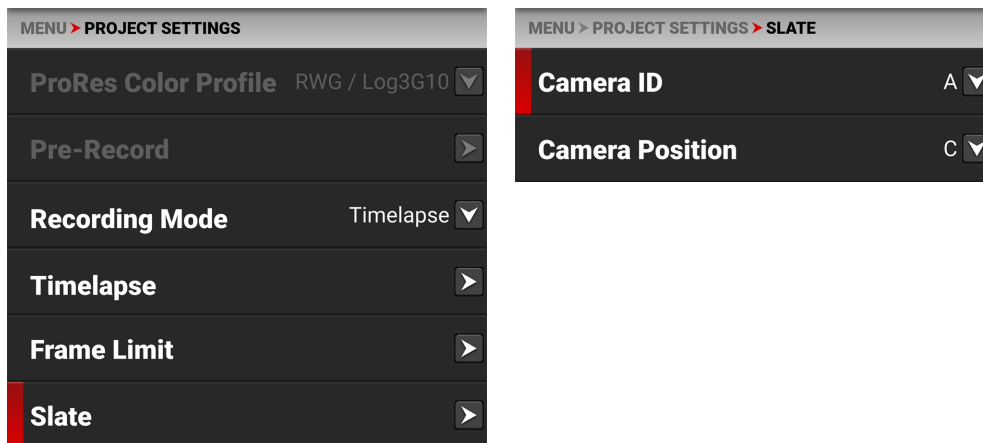 MENU PROJECT SETTINGS
ProRes Color Profile RWG / Log3G10
Pre-Record
Recording Mode Timelapse
Timelapse
Frame Limit
Slate
MENU PROJECT SETTINGS SLATE
Camera ID A
Camera Position C